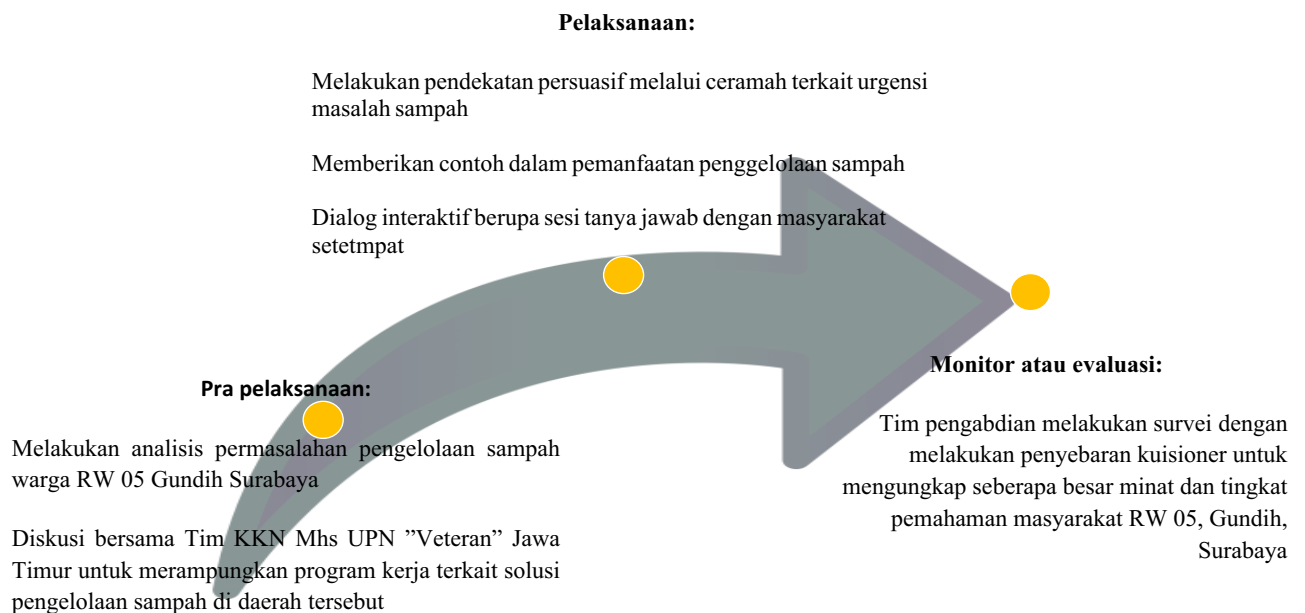 Pelaksanaan:
Melakukan pendekatan persuasif melalui ceramah terkait urgensi
masalah sampah
Memberikan contoh dalam pemanfaatan penggelolaan sampah
Dialog interaktif berupa sesi tanya jawab dengan masyarakat
setetmpat
Pra pelaksanaan:
Melakukan analisis permasalahan pengelolaan sampah
warga RW 05 Gundih Surabaya
Diskusi bersama Tim KKN Mhs UPN ”Veteran” Jawa
Timur untuk merampungkan program kerja terkait solusi
pengelolaan sampah di daerah tersebut
Monitor atau evaluasi:
Tim pengabdian melakukan survei dengan
melakukan penyebaran kuisioner untuk
mengungkap seberapa besar minat dan tingkat
pemahaman masyarakat RW 05, Gundih,
Surabaya